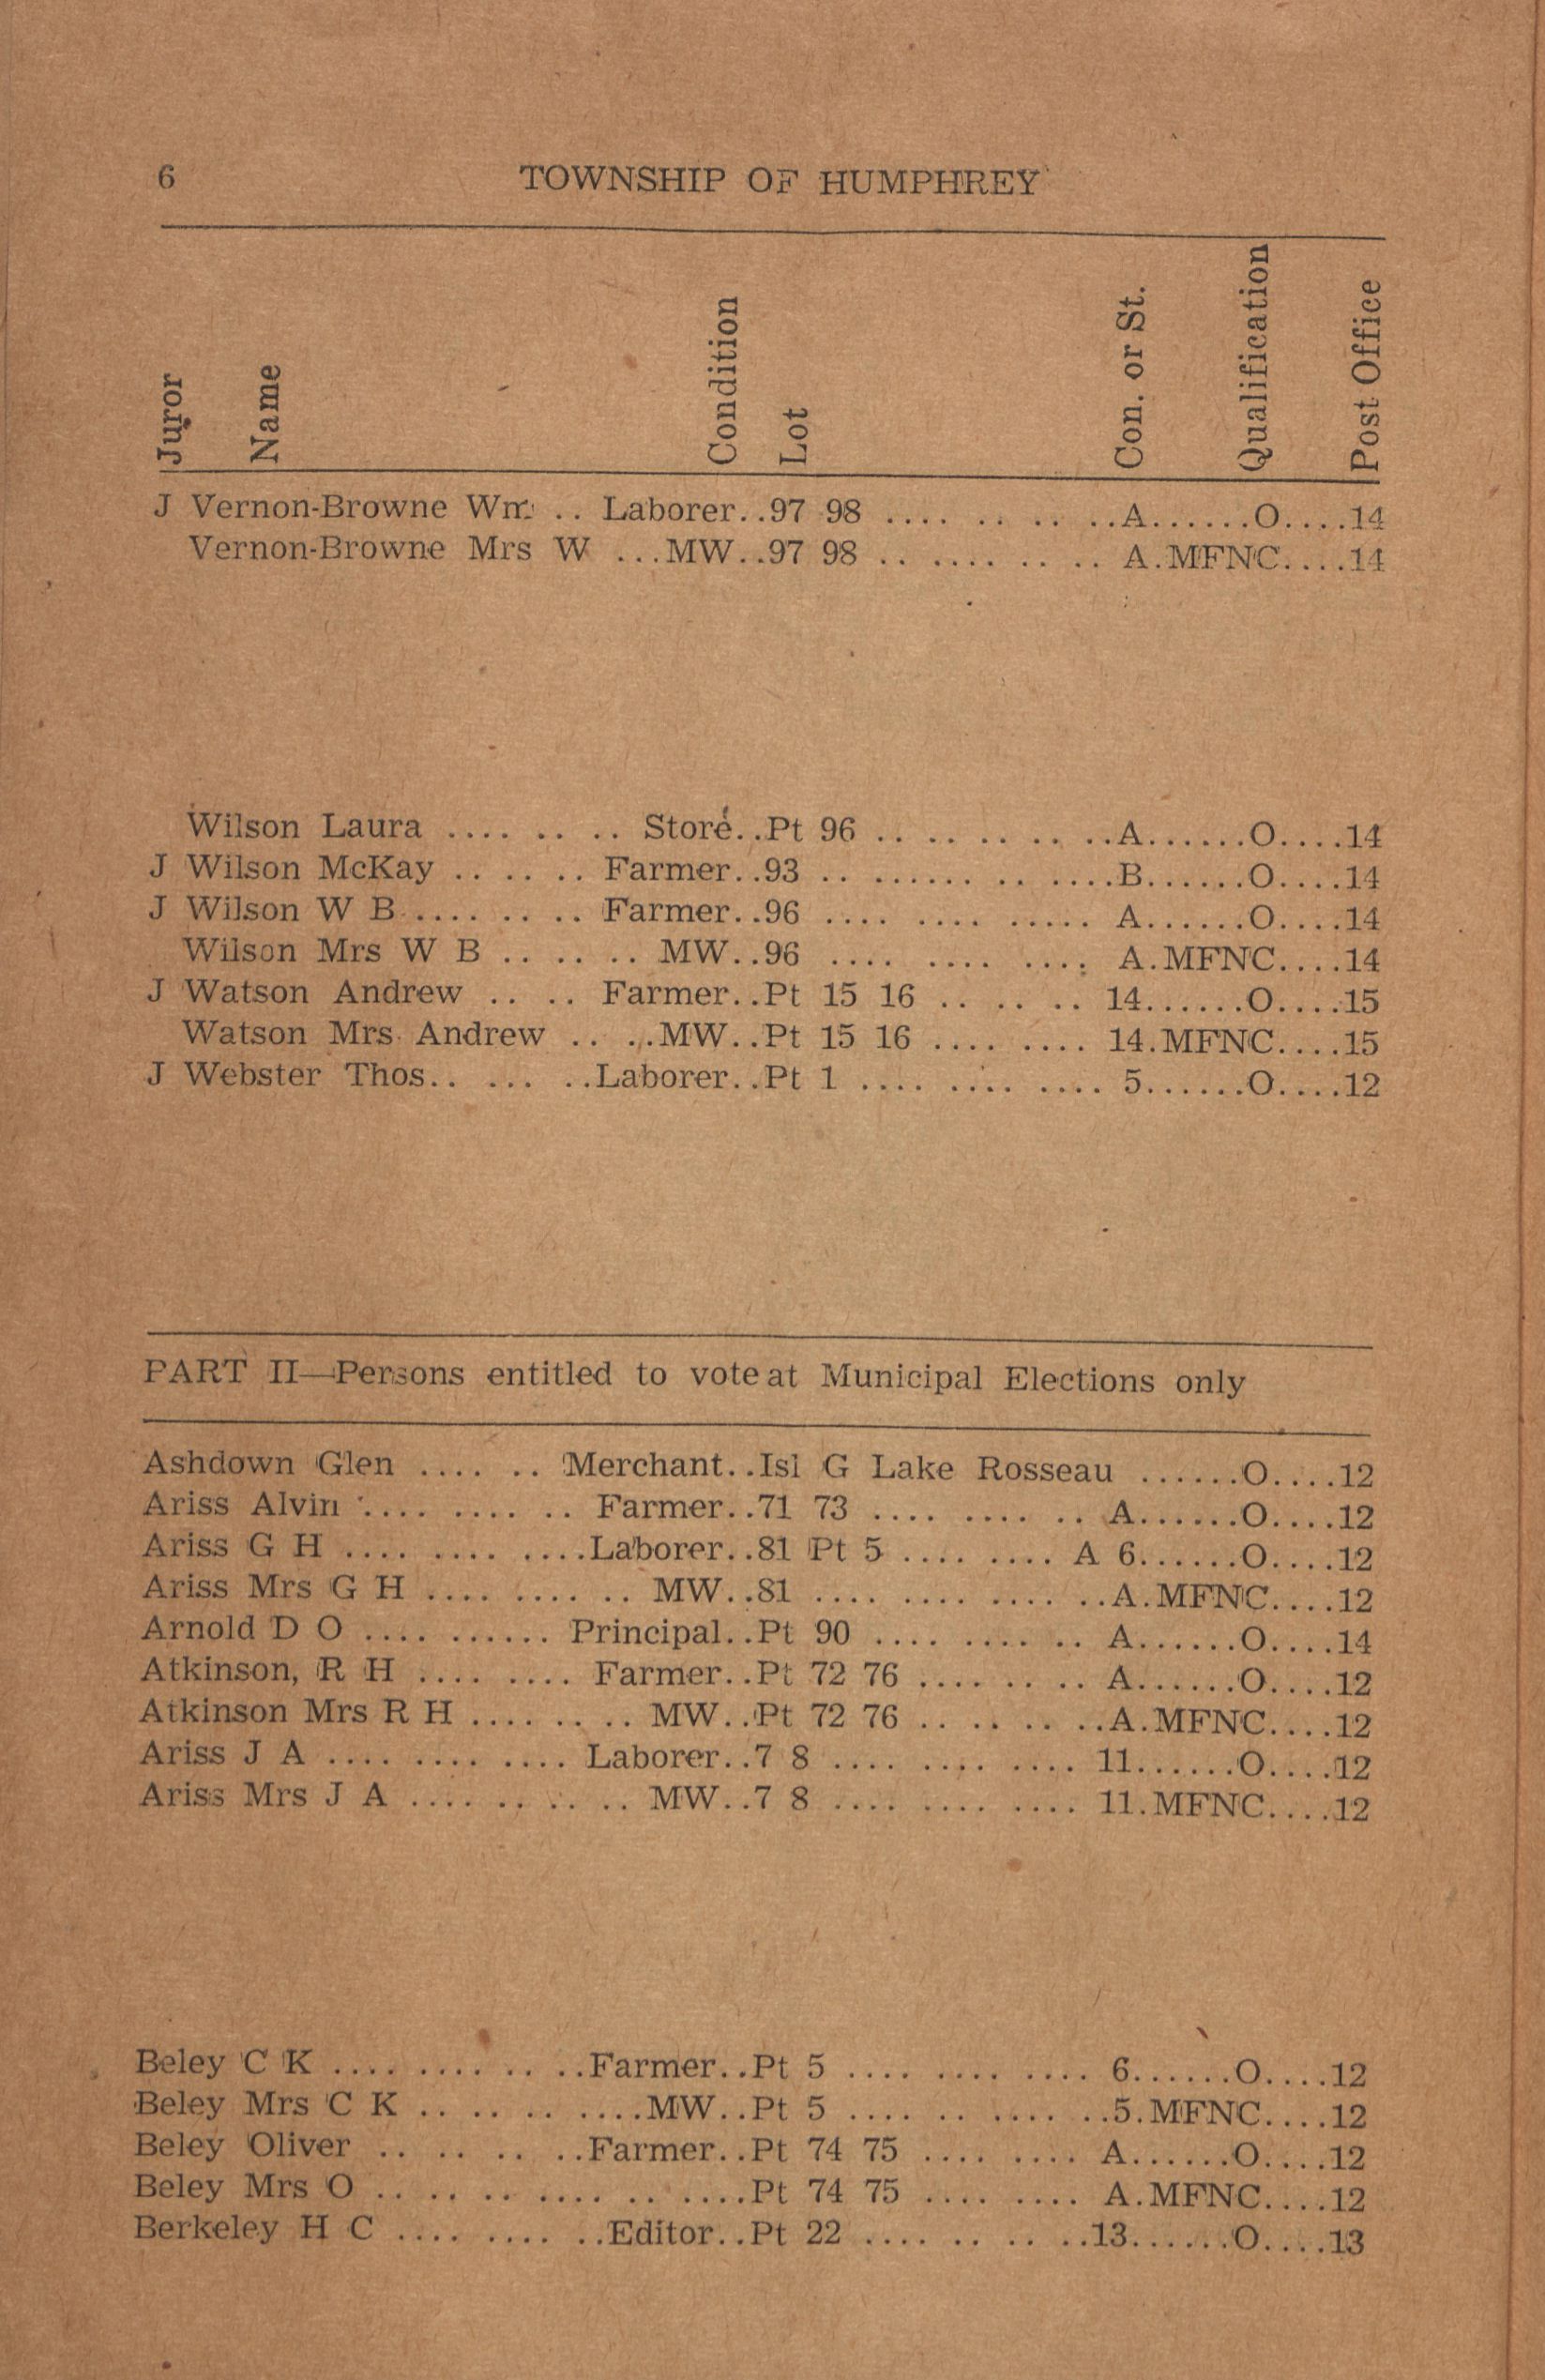 6 TOWNSHIP OF HUMPHREY
Juror Name Condition Lot Con. or St. Qualification Post Office
J Vernon-Browne Wm .. Laborer..97 98 .... .. .. ..A......O....14
Vernon-Browne Mrs W ...MW..97 98 .. .... .. .. A.MFNC....14
Wilson Laura .... .. .. Store..Pt 96 .. .. .. .. ..A......O....14
J Wilson McKay .. .. .. Farmer..93 .. ...... .. ....B......O....14
J Wilson W B .... .. .. Farmer..96 .... .... ..... A......O....14
Wilson Mrs W B .. .. .. MW..96 .... .... .... A.MFNC....14
J Watson Andrew .. .. Farmer..Pt 15 16 .. .. .. 14......O....15
Watson Mrs Andrew .. ..MW..Pt 15 16 .... .... 14.MFNC....15
J Webster Thos.. ... ..Laborer..Pt 1 .... .... .... 5......O....12
PART II—Persons entitled to vote at Municipal Elections only
Ashdown Glen .... .. Merchant..Isl G Lake Rosseau ......O....12
Ariss Alvin .... .... .. Farmer..71 73 .... .... .. A......O....12
Ariss G H .... .... ....Laborer..81 Pt 5 .... .... A 6......O....12
Ariss Mrs G H .... .... .. MW..81 .... .... .... ..A.MFNC....12
Arnold D O .... ...... Principal..Pt 90 .... .... .. A......O....14
Atkinson, R H .... .... Farmer..Pt 72 76 .... .. .. A......O....12
Atkinson Mrs R H .... .. .. MW..Pt 72 76 .. .. .. ..A.MFNC....12
Ariss J A .... .... .... Laborer..7 8 .... .... .... 11......O....12
Ariss Mrs J A .... .. .. .. MW..7 8 .... .... .... 11.MFNC....12
Beley C K .... .... .. ..Farmer..Pt 5 .... .... .... 6......O....12
Beley Mrs C K .. .. .. ....MW..Pt 5 .... .. .... ..5.MFNC....12
Beley Oliver .. .. .. ..Farmer..Pt 74 75 .... .... A......O....12
Beley Mrs O .. .. .. .... .. ....Pt 74 75 .... .... A.MFNC....12
Berkeley H C .... .... ..Editor..Pt 22 .... .. .. ..13......O....13